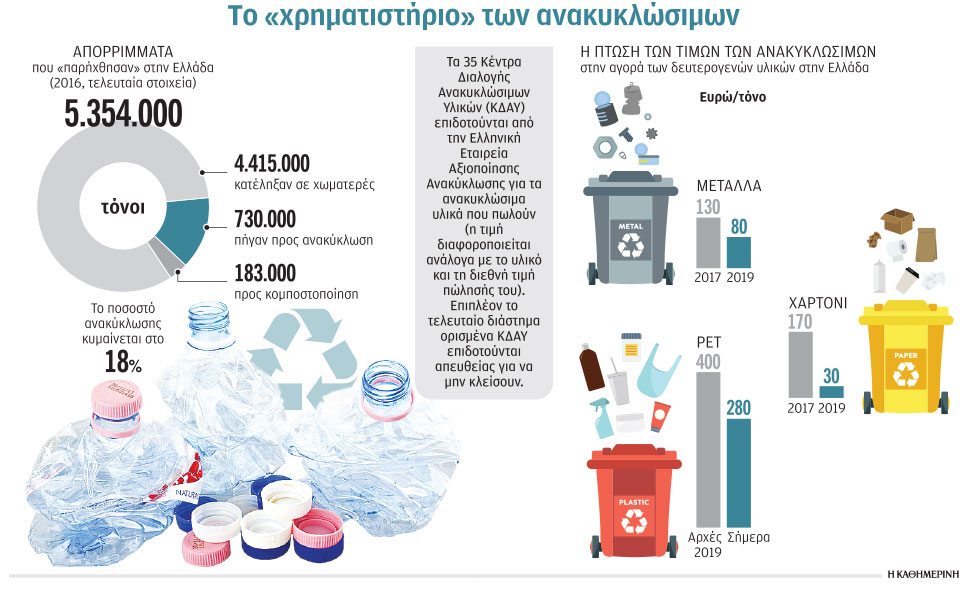 Το «χρηματιστήριο» των ανακυκλώσιμων
ΑΠΟΡΡΙΜΜΑΤΑ
που «παρήχθησαν» στην Ελλάδα
(2016, τελευταία στοιχεία)
5.354.000
τόνοι
4.415.000
κατέληξαν σε χωματερές
730.000
πήγαν προς ανακύκλωση
183.000
προς κομποστοποίηση
Το ποσοστό
ανακύκλωσης
κυμαίνεται στο
18%
NATURA
Τα 35 Κέντρα
Διαλογής
Ανακυκλώσιμων
Υλικών (ΚΔΑΥ)
επιδοτούνται από
την Ελληνική
Εταιρεία
Αξιοποίησης
Ανακύκλωσης για τα
ανακυκλώσιμα
υλικά που πωλούν
(η τιμή
διαφοροποιείται
ανάλογα με το υλικό
και τη διεθνή τιμή
πώλησής του).
Επιπλέον το
τελευταίο διάστημα
ορισμένα ΚΔΑΥ
επιδοτούνται
απευθείας για να
μην κλείσουν.
Η ΠΤΩΣΗ ΤΩΝ ΤΙΜΩΝ ΤΩΝ ΑΝΑΚΥΚΛΩΣΙΜΩΝ
στην αγορά των δευτερογενών υλικών στην Ελλάδα
Ευρώ/τόνο
METAL
ΜΕΤΑΛΛΑ
130
80
2017 2019
ΧΑΡΤΟΝΙ
170
30
2017 2019
PAPER
PET
400
280
Αρχές Σήμερα
2019
PLASTIC
Η ΚΑΘΗΜΕΡΙΝΗ